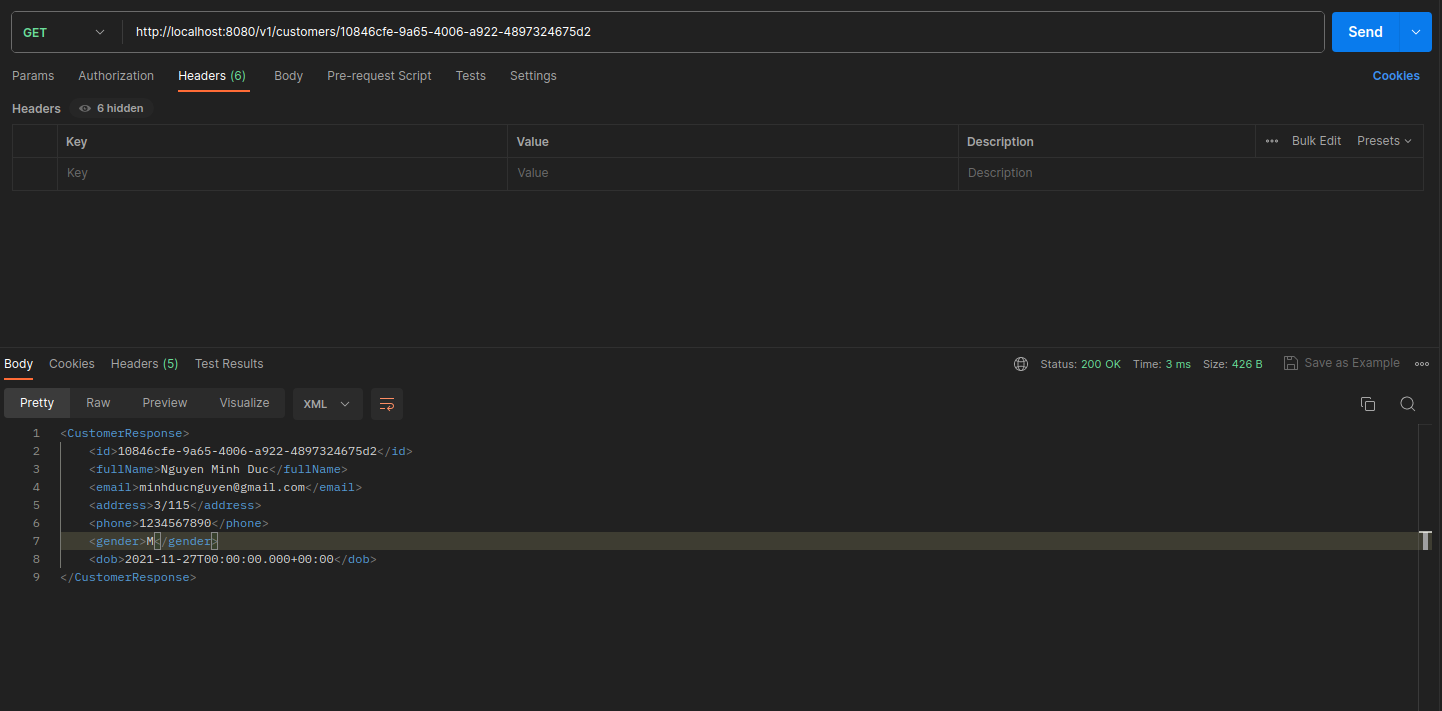 GET http://localhost:8080/v1/customers/10846cfe-9a65-4006-a922-4897324675d2 Send
Params Authorization Headers (6) Body Pre-request Script Tests Settings Cookies
Headers 6 hidden
Key Value Description ••• Bulk Edit Presets
Key Value Description
Body Cookies Headers (5) Test Results Status: 200 OK Time: 3 ms Size: 426 B Save as Example •••
Pretty Raw Preview Visualize XML
1 <CustomerResponse>
2 <id>10846cfe-9a65-4006-a922-4897324675d2</id>
3 <fullName>Nguyen Minh Duc</fullName>
4 <email>minhducnguyen@gmail.com</email>
5 <address>3/115</address>
6 <phone>1234567890</phone>
7 <gender>M</gender>
8 <dob>2021-11-27T00:00:00.000+00:00</dob>
9 </CustomerResponse>